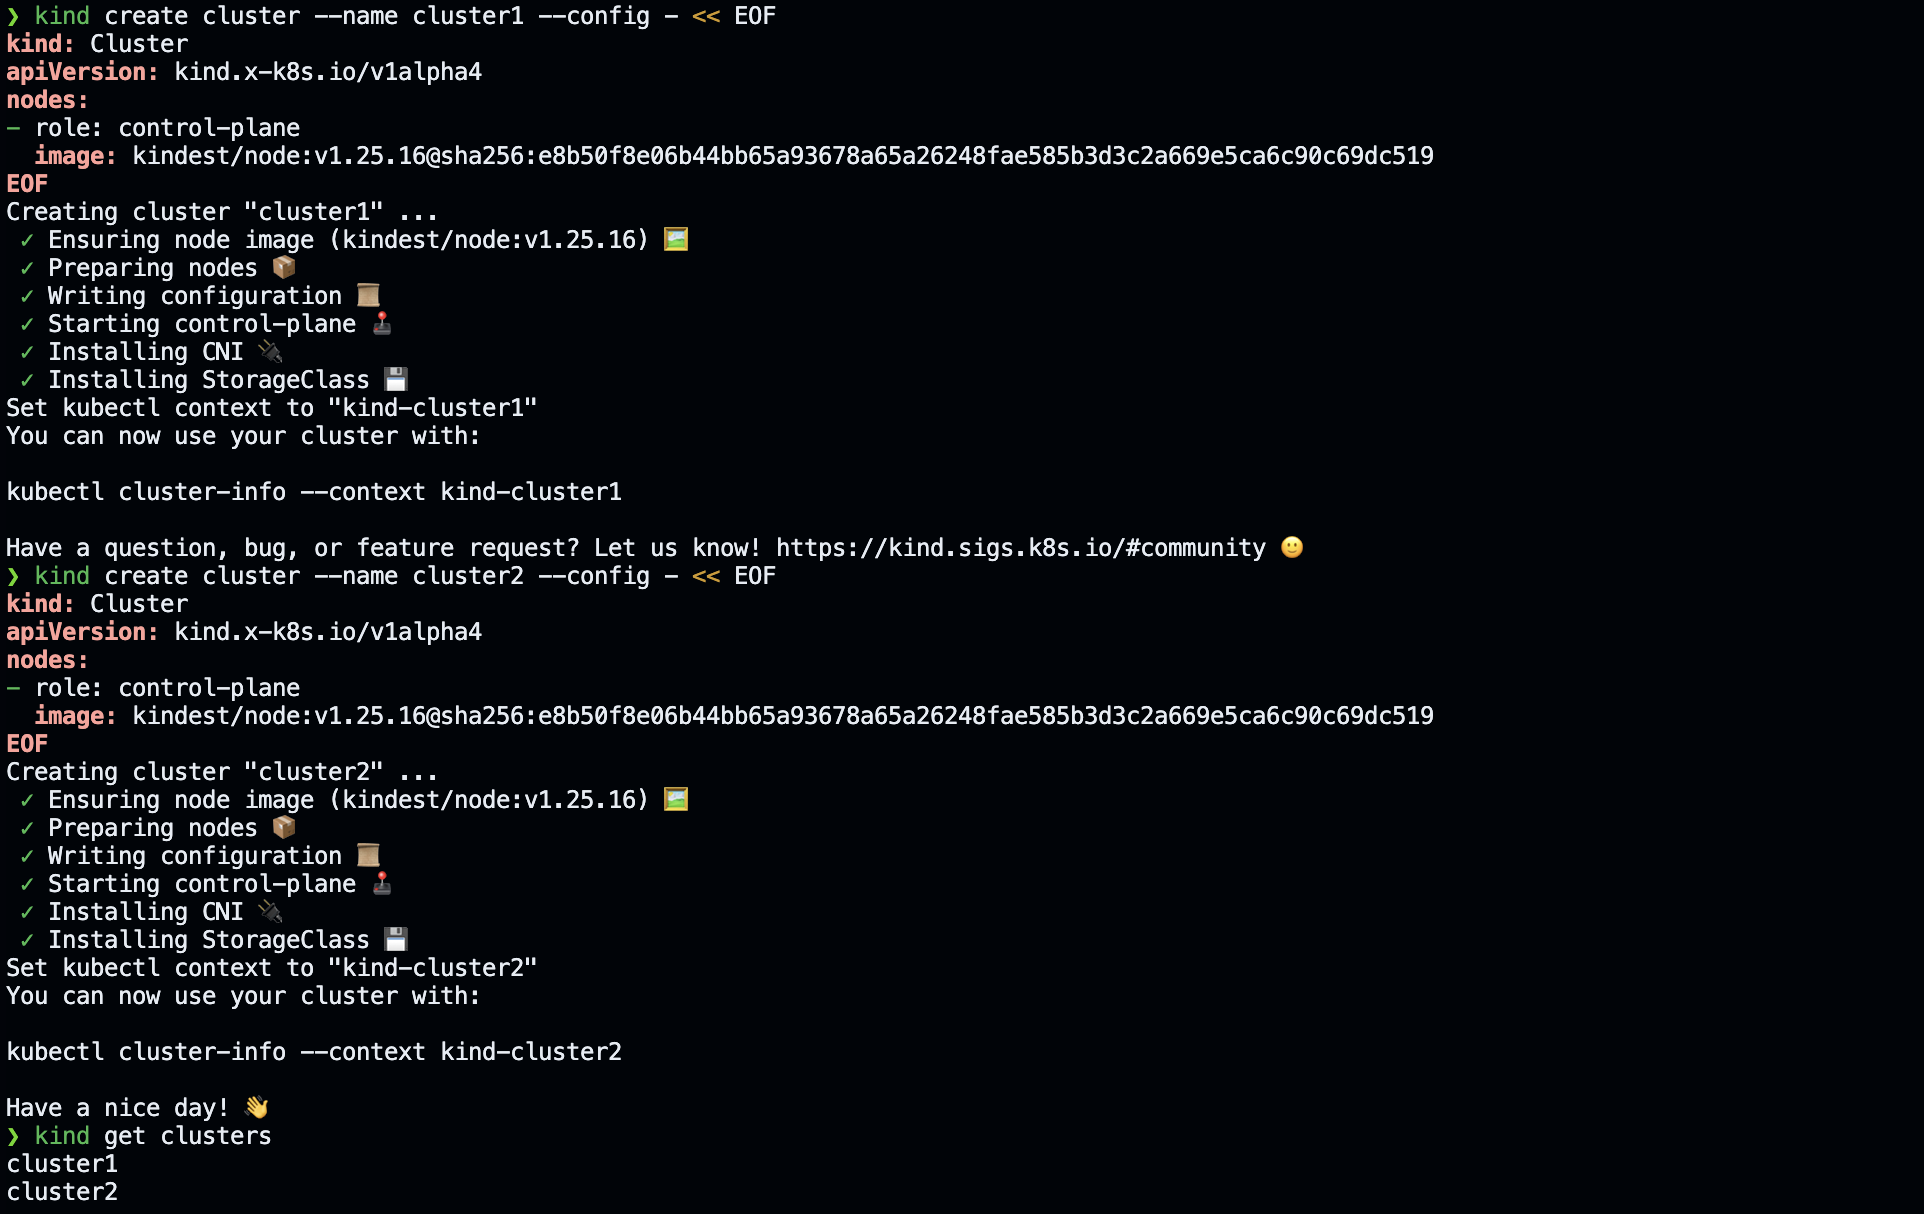 ❯ kind create cluster --name cluster1 --config - << EOF
kind: Cluster
apiVersion: kind.x-k8s.io/v1alpha4
nodes:
- role: control-plane
  image: kindest/node:v1.25.16@sha256:e8b50f8e06b44bb65a93678a65a26248fae585b3d3c2a669e5ca6c90c69dc519
EOF
Creating cluster "cluster1" ...
 ✓ Ensuring node image (kindest/node:v1.25.16) 🖼
 ✓ Preparing nodes 📦
 ✓ Writing configuration 📜
 ✓ Starting control-plane 🕹
 ✓ Installing CNI 🔌
 ✓ Installing StorageClass 💾
Set kubectl context to "kind-cluster1"
You can now use your cluster with:

kubectl cluster-info --context kind-cluster1

Have a question, bug, or feature request? Let us know! https://kind.sigs.k8s.io/#community 🙂
❯ kind create cluster --name cluster2 --config - << EOF
kind: Cluster
apiVersion: kind.x-k8s.io/v1alpha4
nodes:
- role: control-plane
  image: kindest/node:v1.25.16@sha256:e8b50f8e06b44bb65a93678a65a26248fae585b3d3c2a669e5ca6c90c69dc519
EOF
Creating cluster "cluster2" ...
 ✓ Ensuring node image (kindest/node:v1.25.16) 🖼
 ✓ Preparing nodes 📦
 ✓ Writing configuration 📜
 ✓ Starting control-plane 🕹
 ✓ Installing CNI 🔌
 ✓ Installing StorageClass 💾
Set kubectl context to "kind-cluster2"
You can now use your cluster with:

kubectl cluster-info --context kind-cluster2

Have a nice day! 👋
❯ kind get clusters
cluster1
cluster2